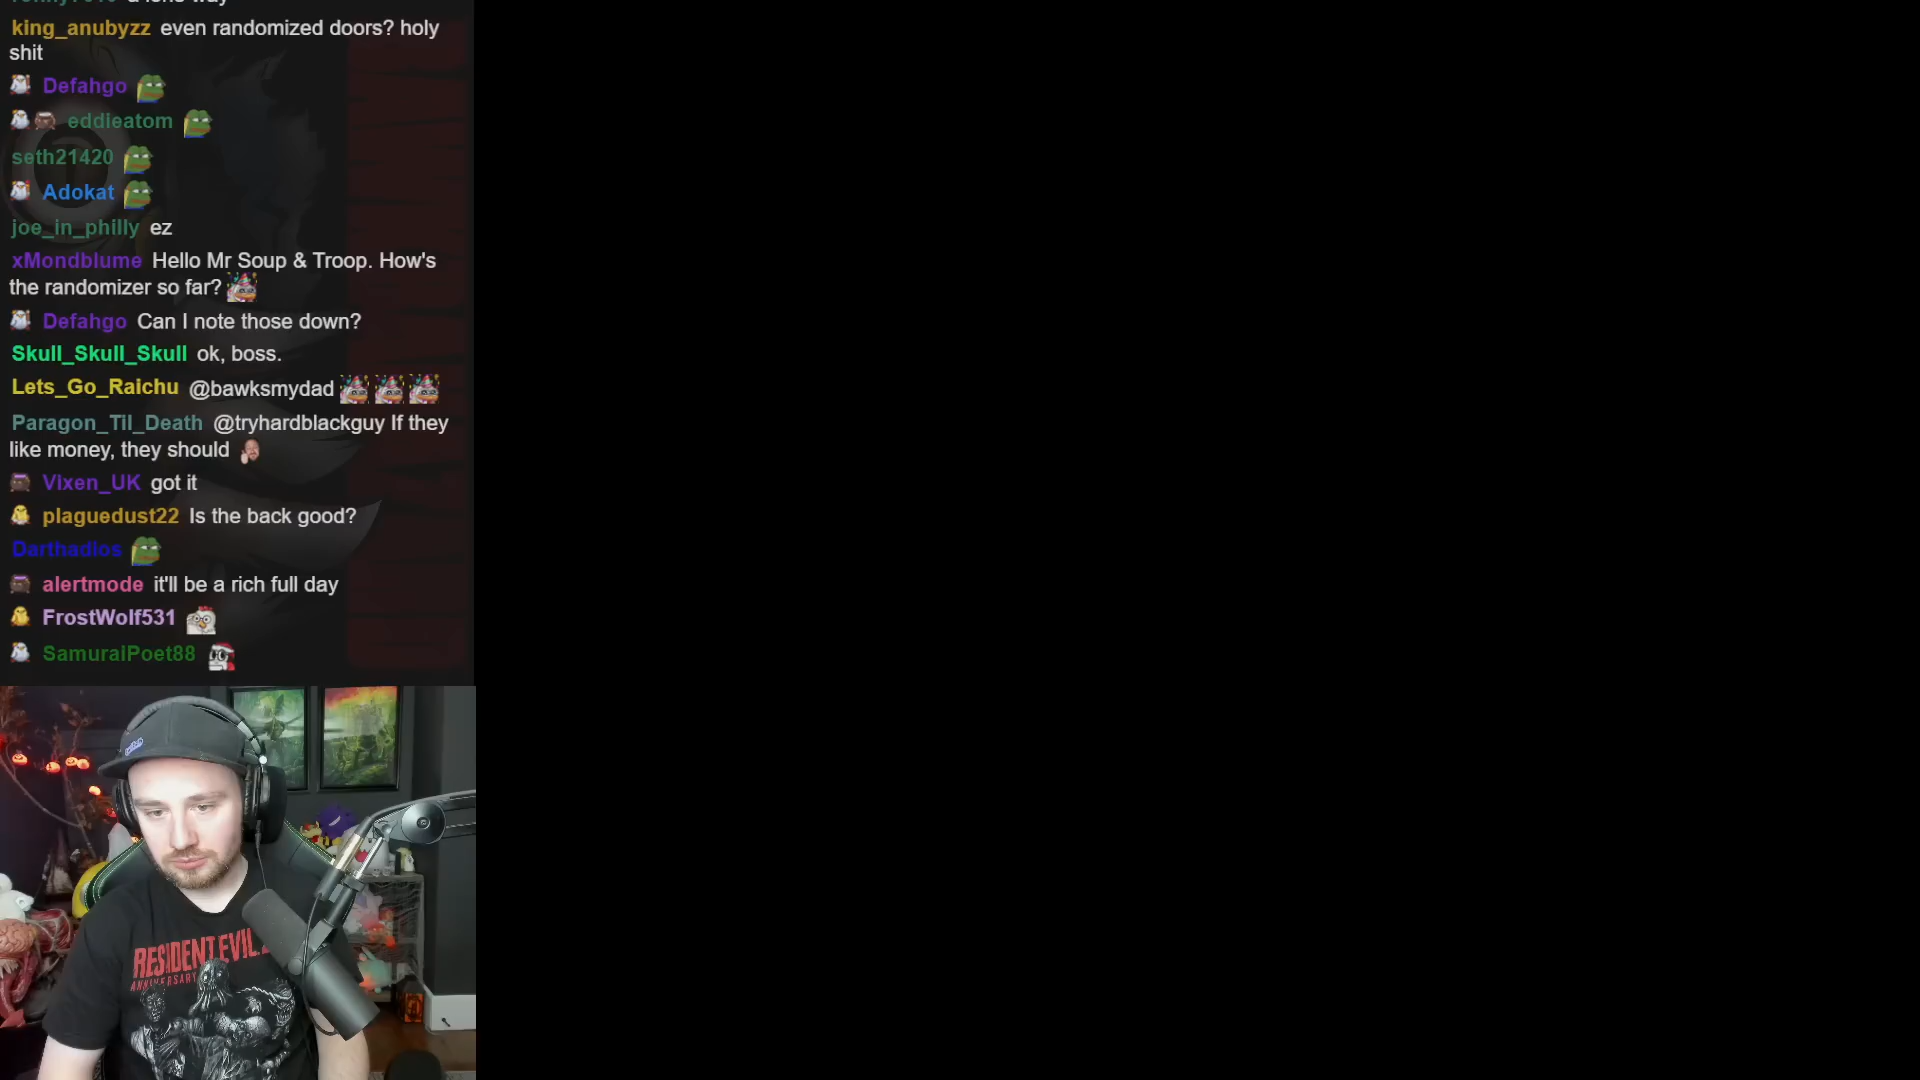 king_anubyzz even randomized doors? holy
shit
Defahgo
eddieatom
seth21420
Adokat
joe_in_philly ez
xMondblume Hello Mr Soup & Troop. How's
the randomizer so far?
Defahgo Can I note those down?
Skull_Skull_Skull ok, boss.
Lets_Go_Raichu @bawksmydad
Paragon_Til_Death @tryhardblackguy If they
like money, they should
Vixen_UK got it
plaguedust22 Is the back good?
Darthadios
alertmode it'll be a rich full day
FrostWolf531
SamuraiPoet88
RESIDENT EVIL
ANNIVERSARY